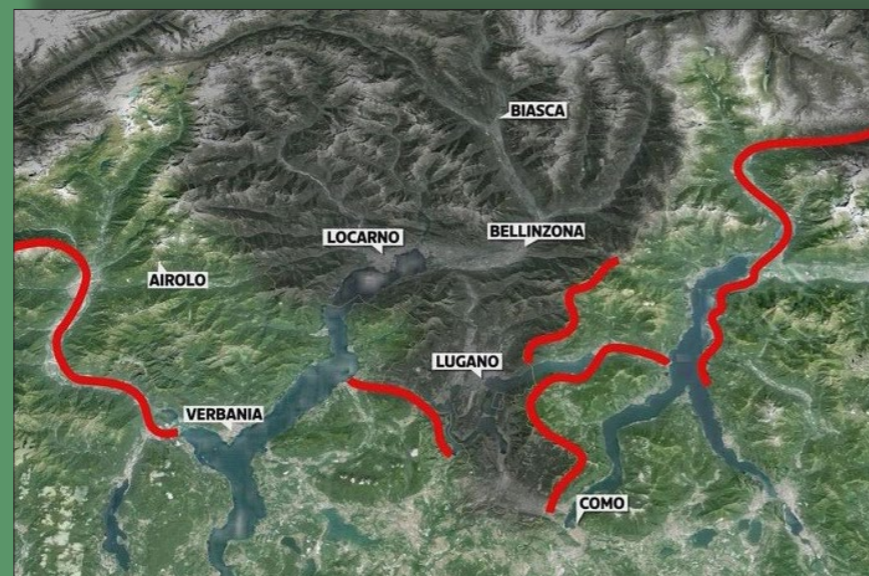 BIASCA
BELLINZONA
LOCARNO
AIROLO
LUGANO
VERBANIA
COMO